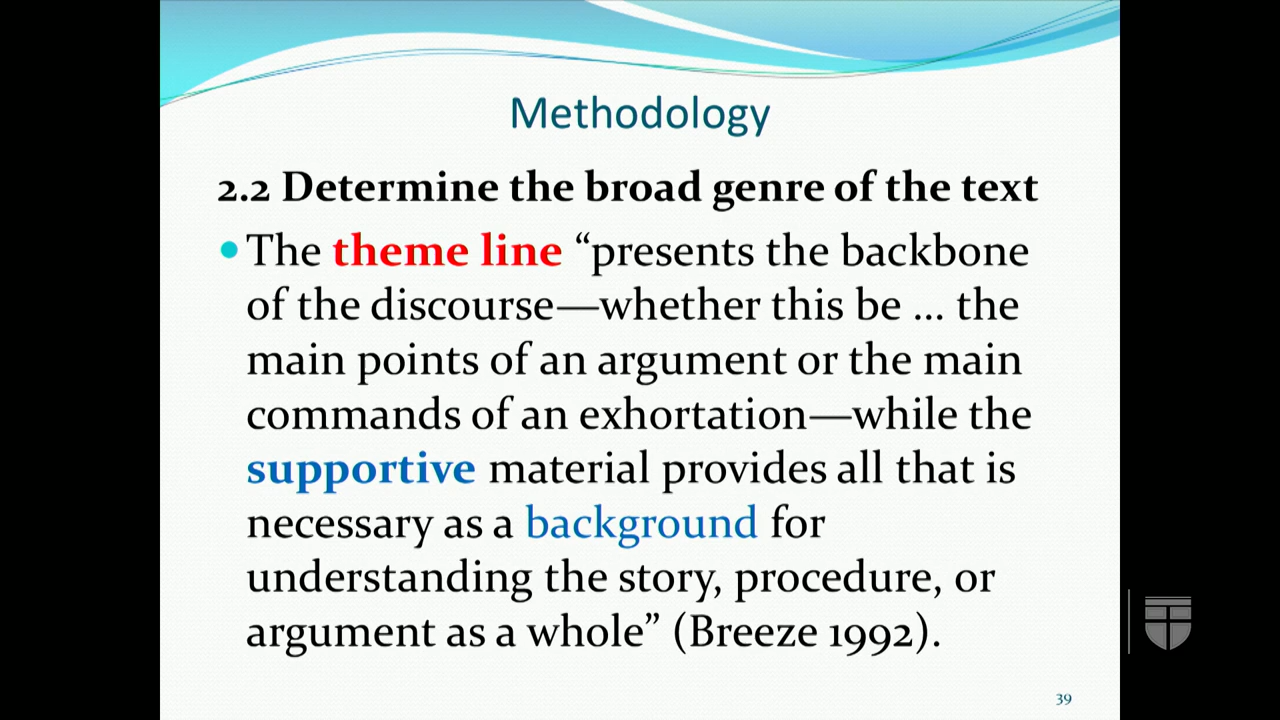 Methodology
2.2 Determine the broad genre of the text
The theme line “presents the backbone
of the discourse—whether this be … the
main points of an argument or the main
commands of an exhortation—while the
supportive material provides all that is
necessary as a background for
understanding the story, procedure, or
argument as a whole” (Breeze 1992).
39